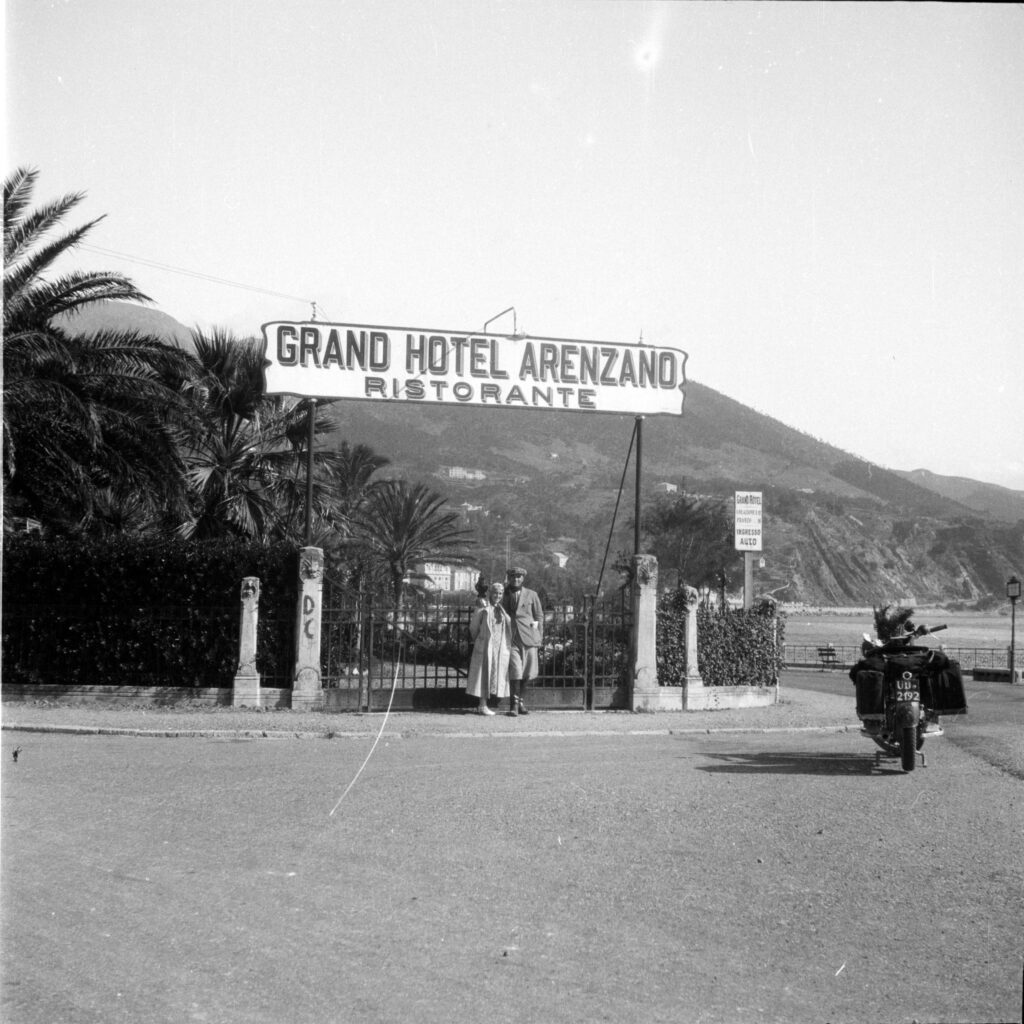 GRAND HOTEL ARENZANO
RISTORANTE
GRAND HOTEL
INGRESSO
AUTO
DC
O
UU·
2192